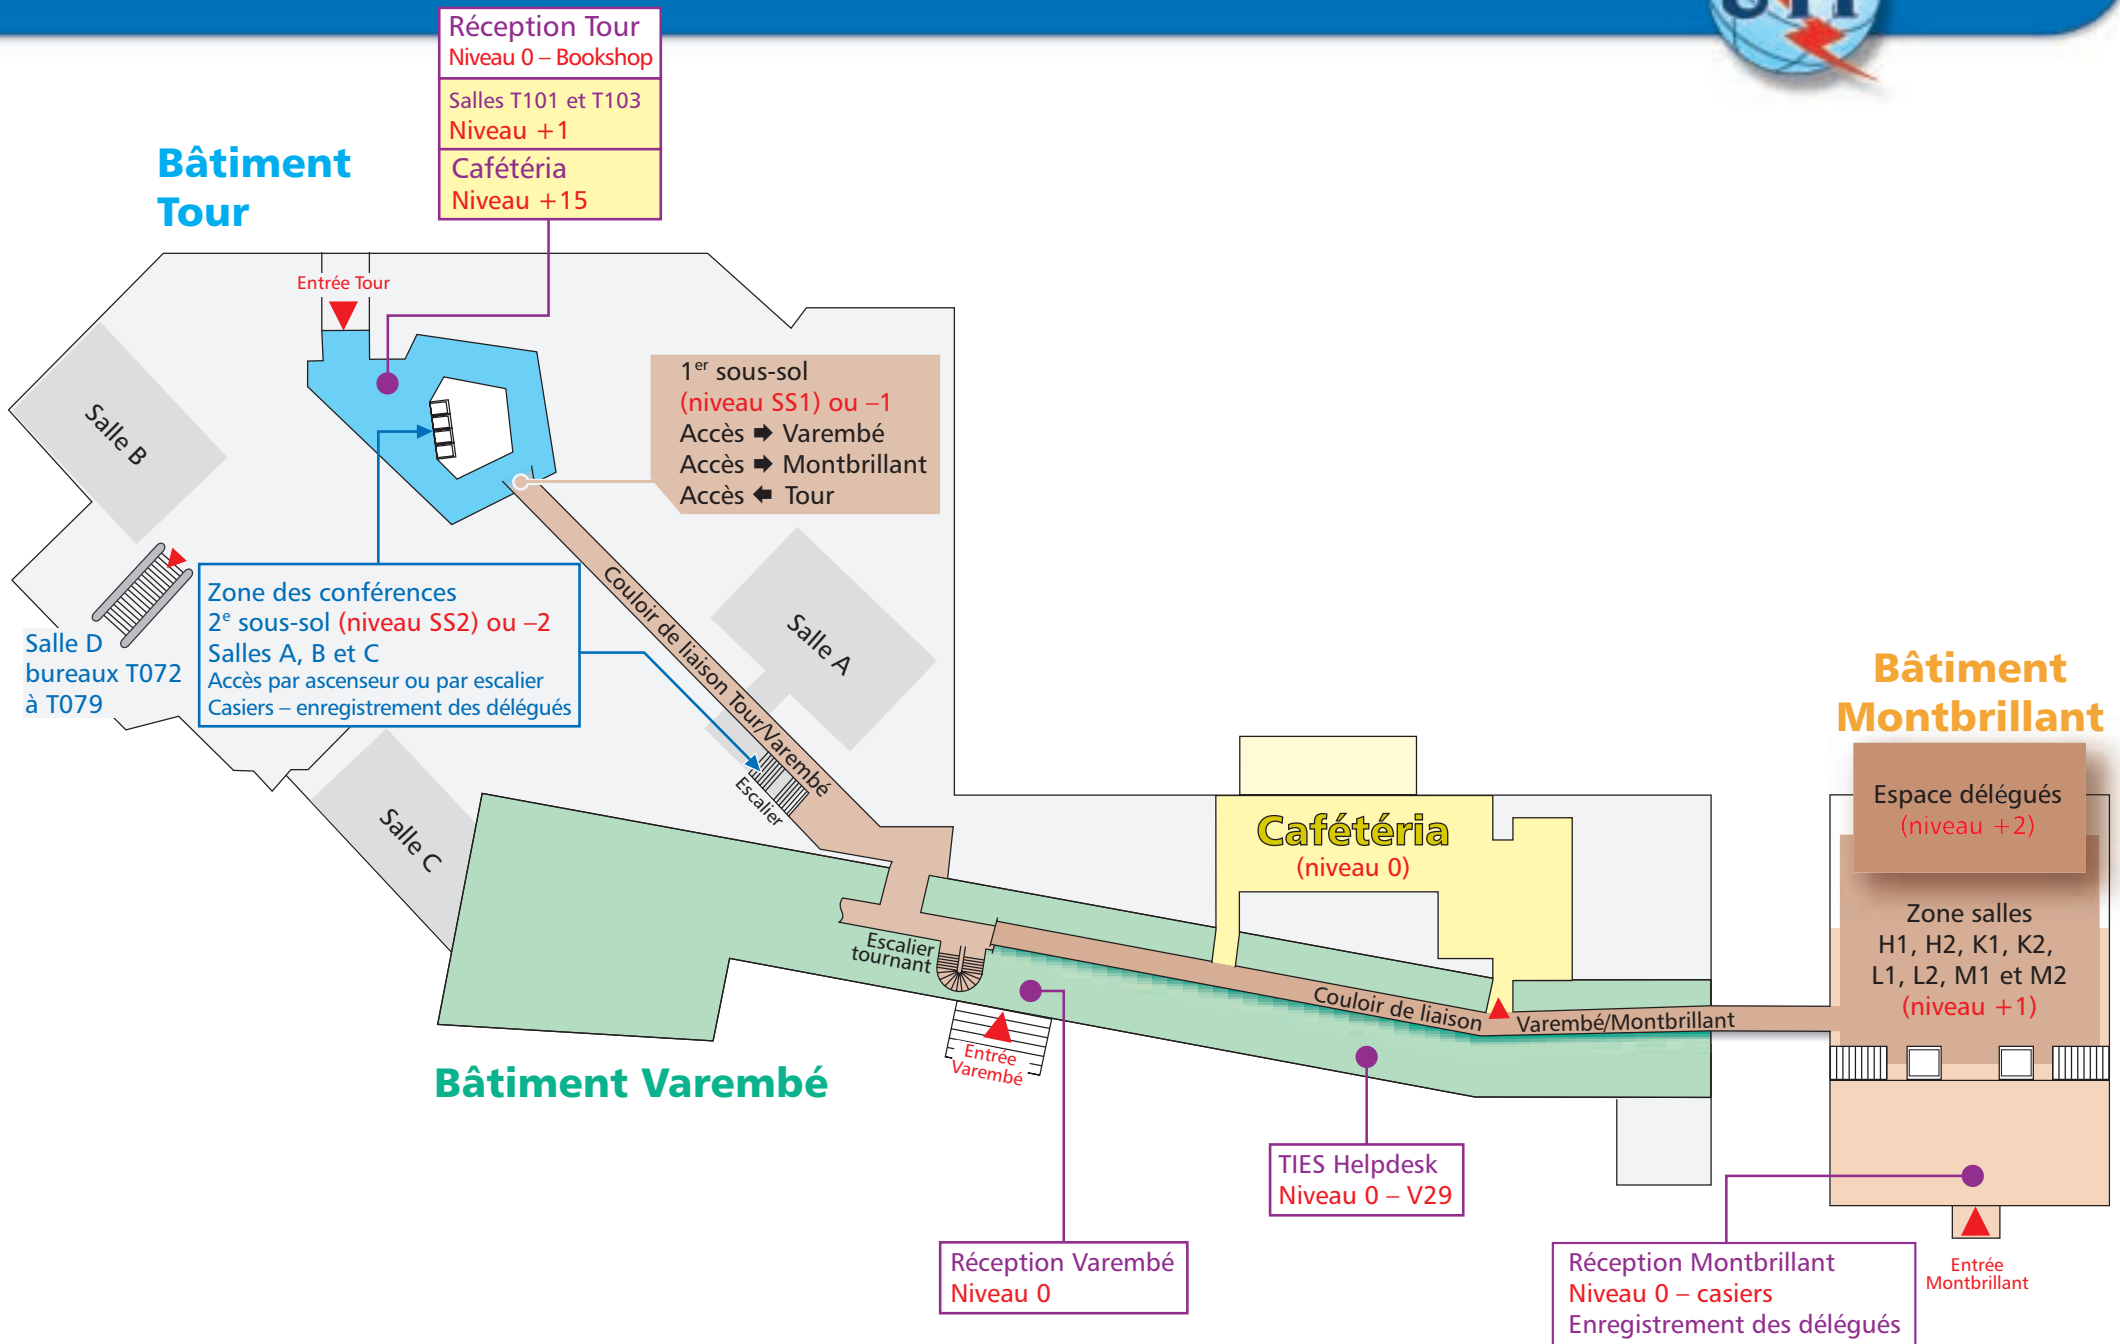 Réception Tour
Niveau 0 – Bookshop
Salles T101 et T103
Niveau +1
Cafétéria
Niveau +15
Bâtiment
Tour
Entrée Tour
1er sous-sol
(niveau SS1) ou –1
Accès ➡ Varembé
Accès ➡ Montbrillant
Accès ⬅ Tour
Salle B
Zone des conférences
2e sous-sol (niveau SS2) ou –2
Salles A, B et C
Accès par ascenseur ou par escalier
Casiers – enregistrement des délégués
Salle D
bureaux T072
à T079
Couloir de liaison Tour/Varembé
Salle A
Escalier
Salle C
Bâtiment
Montbrillant
Espace délégués
(niveau +2)
Cafétéria
(niveau 0)
Zone salles
H1, H2, K1, K2,
L1, L2, M1 et M2
(niveau +1)
Escalier
tournant
Couloir de liaison Varembé/Montbrillant
Entrée
Varembé
Bâtiment Varembé
TIES Helpdesk
Niveau 0 – V29
Réception Varembé
Niveau 0
Réception Montbrillant
Niveau 0 – casiers
Enregistrement des délégués
Entrée
Montbrillant